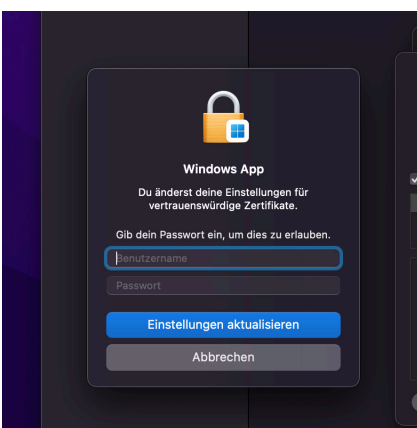 Windows App
Du änderst deine Einstellungen für
vertrauenswürdige Zertifikate.
Gib dein Passwort ein, um dies zu erlauben.
Benutzername
Passwort
Einstellungen aktualisieren
Abbrechen